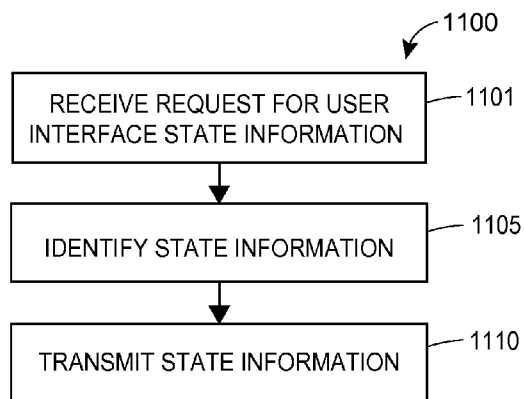 1100
RECEIVE REQUEST FOR USER
INTERFACE STATE INFORMATION
1101
IDENTIFY STATE INFORMATION
1105
TRANSMIT STATE INFORMATION
1110